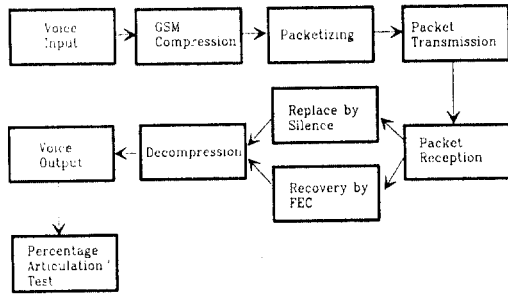 Voice
Input
GSM
Compression
Packetizing
Packet
Transmission
Replace by
Silence
Voice
Output
Decompression
Packet
Reception
Recovery by
FEC
Percentage
Articulation
Test